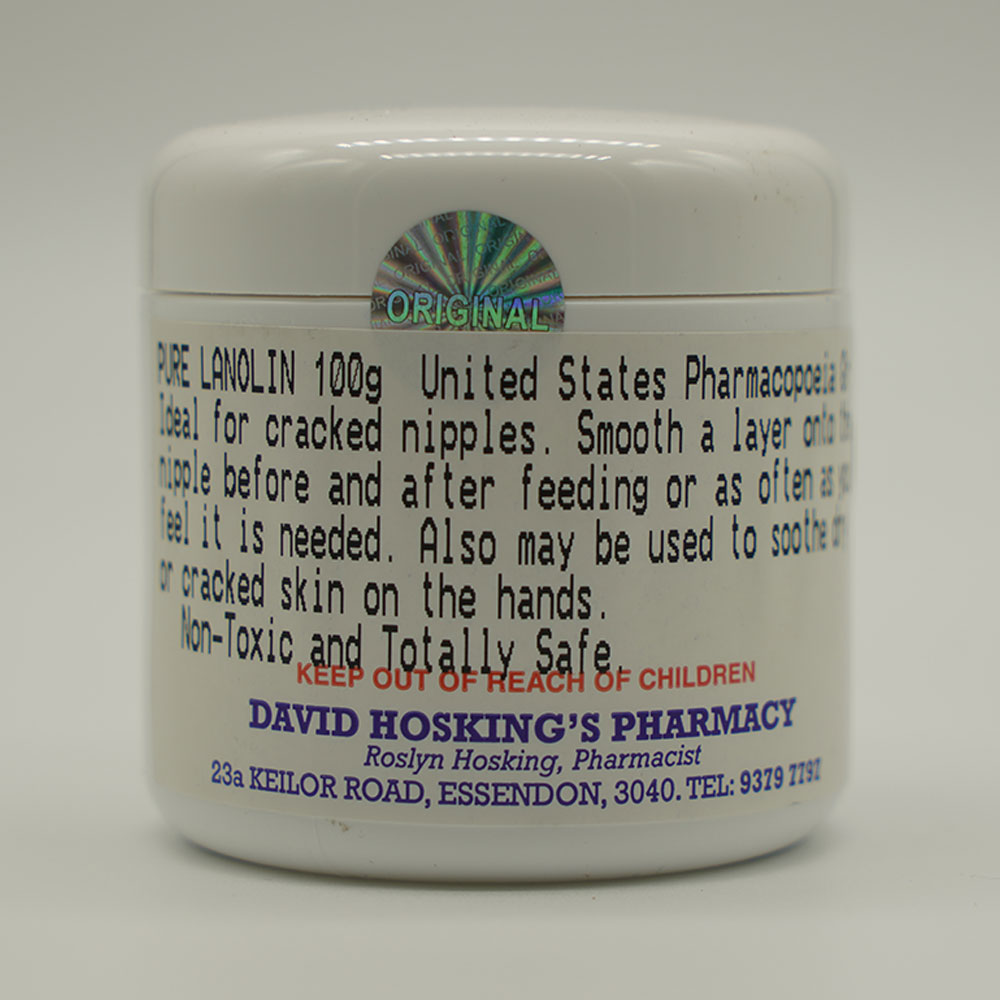 ORIGINAL
PURE LANOLIN 100g United States Pharmacopoeia
Ideal for cracked nipples. Smooth a layer onto
nipple before and after feeding or as often as
feel it is needed. Also may be used to soothe dry
or cracked skin on the hands.
Non-Toxic and Totally Safe.
KEEP OUT OF REACH OF CHILDREN
DAVID HOSKING'S PHARMACY
Roslyn Hosking, Pharmacist
23a KEILOR ROAD, ESSENDON, 3040. TEL: 9379 7797